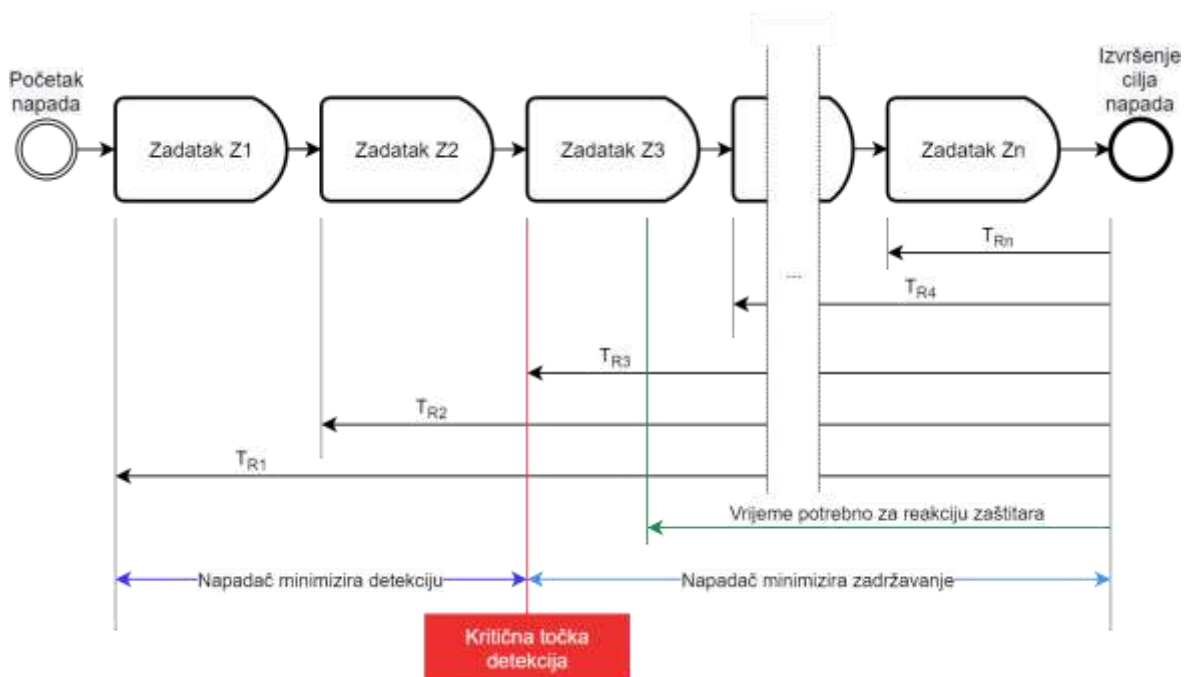 Početak
napada
Izvršenje
cilja
napada
Zadatak Z1
Zadatak Z2
Zadatak Z3
Zadatak Zn
TRn
...
TR4
TR3
TR2
TR1
Vrijeme potrebno za reakciju zaštitara
Napadač minimizira detekciju
Napadač minimizira zadržavanje
Kritična točka
detekcija